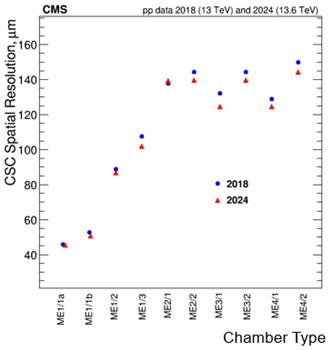 CMS pp data 2018 (13 TeV) and 2024 (13.6 TeV)
CSC Spatial Resolution, μm
160
140
120
100
80
60
40
2018
2024
ME1/1a ME1/1b ME1/2 ME1/3 ME2/1 ME2/2 ME3/1 ME3/2 ME4/1 ME4/2
Chamber Type